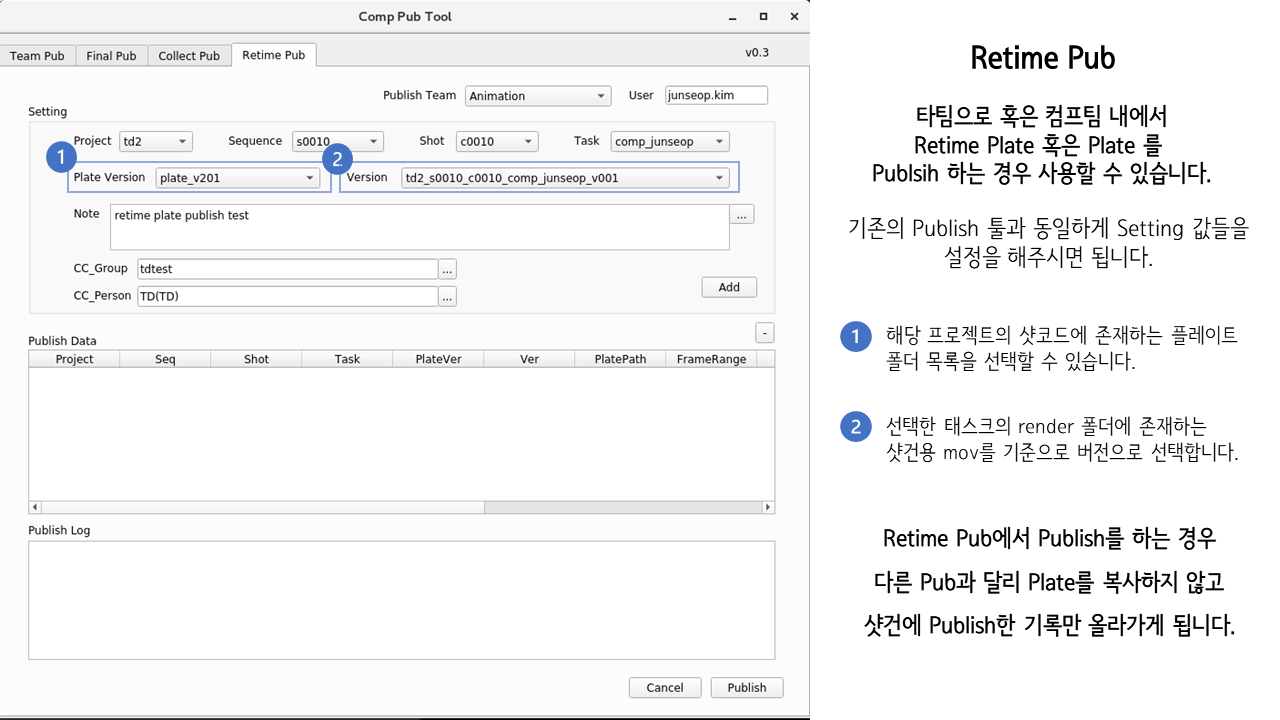 Comp Pub Tool
Team Pub Final Pub Collect Pub Retime Pub v0.3
Publish Team Animation User junseop.kim
Setting
Project td2 Sequence s0010 Shot c0010 Task comp_junseop
1 2
Plate Version plate_v201 Version td2_s0010_c0010_comp_junseop_v001
Note retime plate publish test ...
CC_Group tdtest ...
CC_Person TD(TD) ...
Add
-
Publish Data
Project Seq Shot Task PlateVer Ver PlatePath FrameRange
Publish Log
Cancel Publish
Retime Pub
타팀으로 혹은 컴프팀 내에서
Retime Plate 혹은 Plate 를
Publsih 하는 경우 사용할 수 있습니다.
기존의 Publish 툴과 동일하게 Setting 값들을
설정을 해주시면 됩니다.
1 해당 프로젝트의 샷코드에 존재하는 플레이트
폴더 목록을 선택할 수 있습니다.
2 선택한 태스크의 render 폴더에 존재하는
샷건용 mov를 기준으로 버전으로 선택합니다.
Retime Pub에서 Publish를 하는 경우
다른 Pub과 달리 Plate를 복사하지 않고
샷건에 Publish한 기록만 올라가게 됩니다.